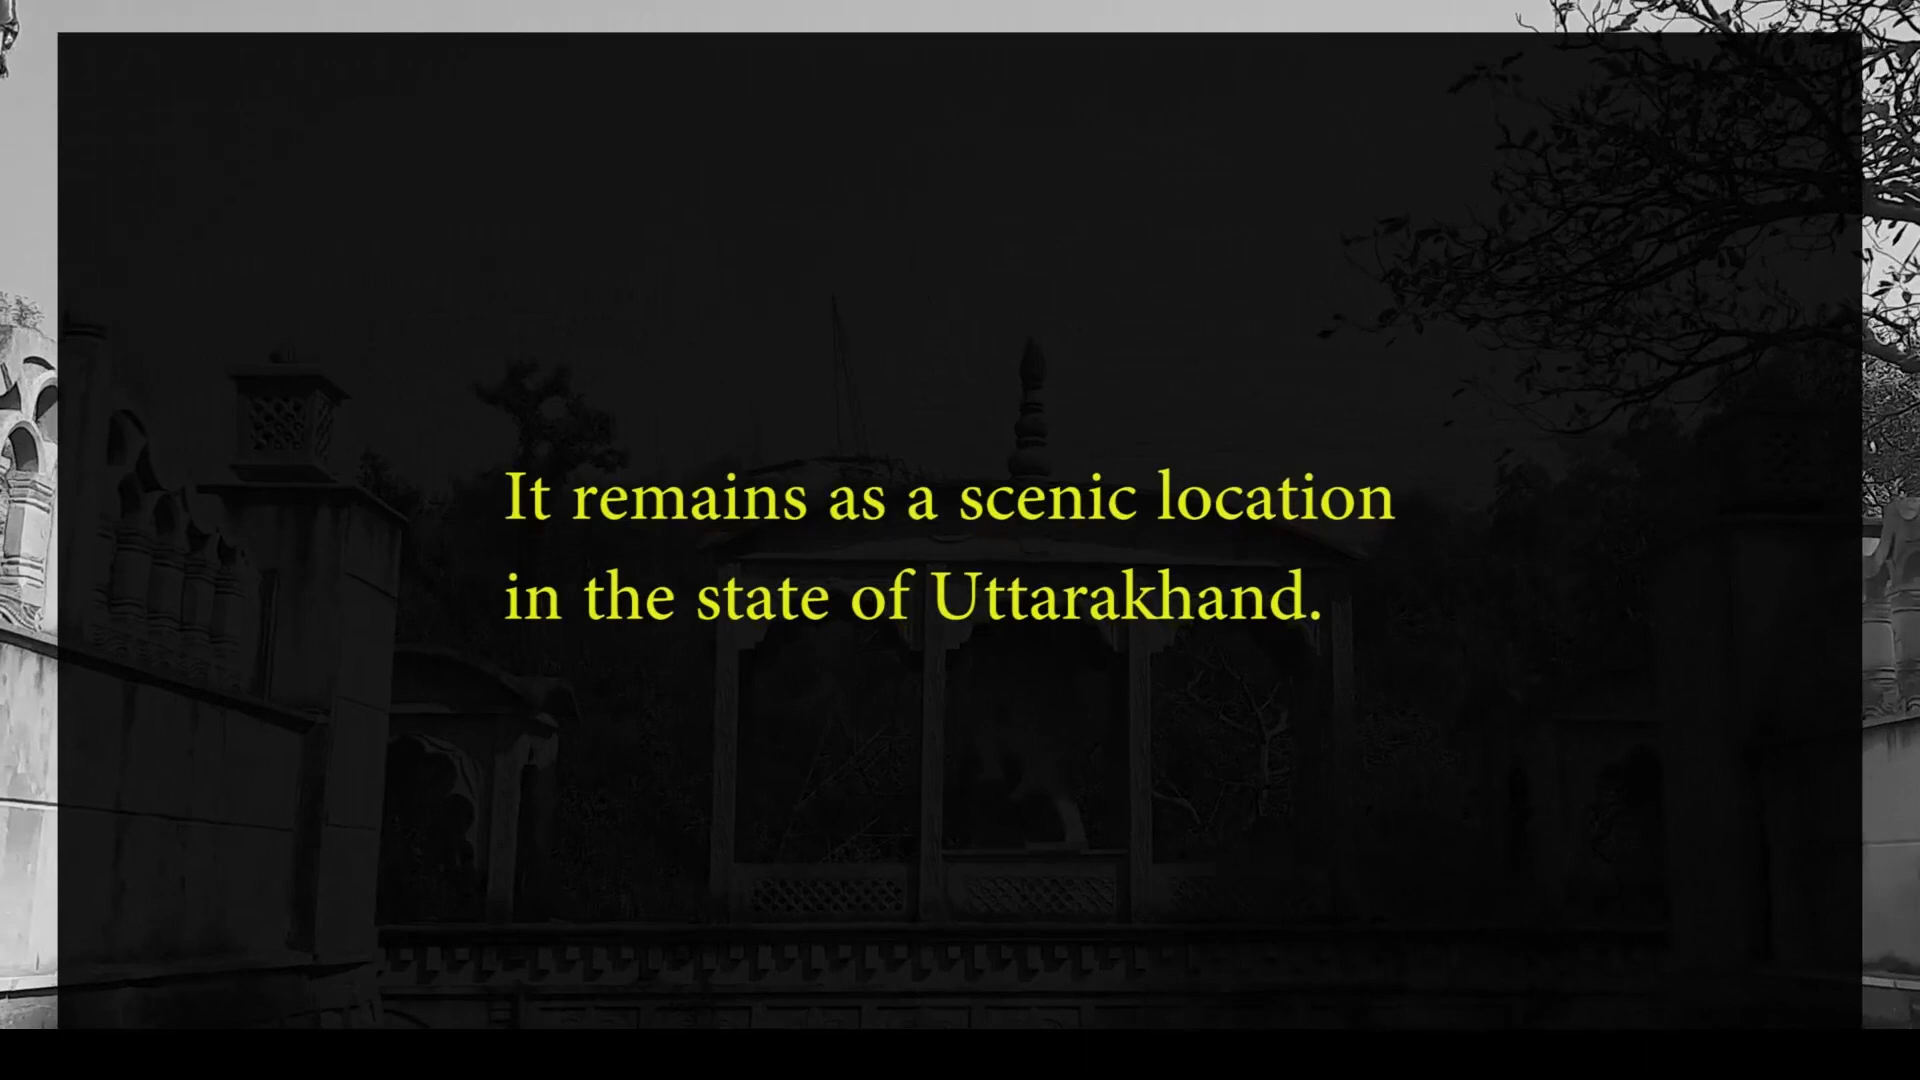 It remains as a scenic location
in the state of Uttarakhand.